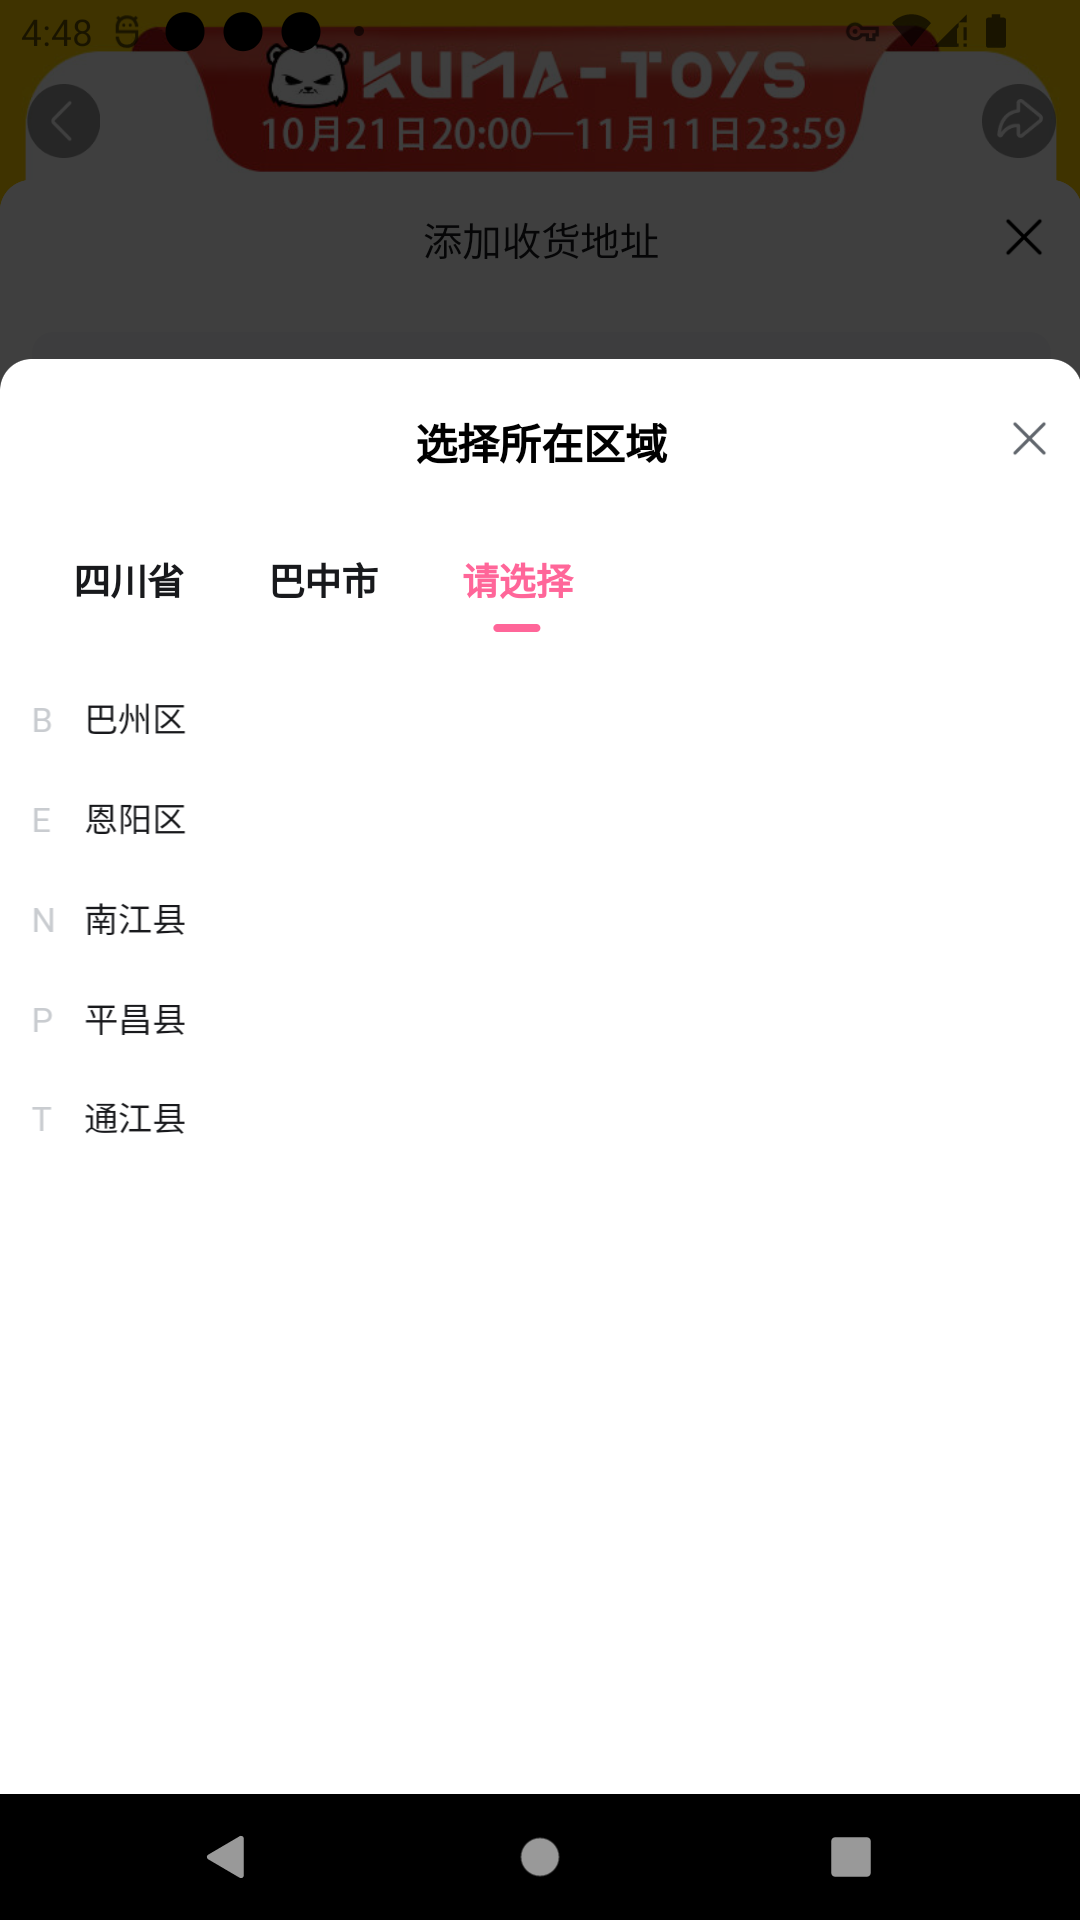 4:48
KUMA-TOYS
10月21日20:00—11月11日23:59
添加收货地址
选择所在区域
四川省 巴中市 请选择
B 巴州区
E 恩阳区
N 南江县
P 平昌县
T 通江县